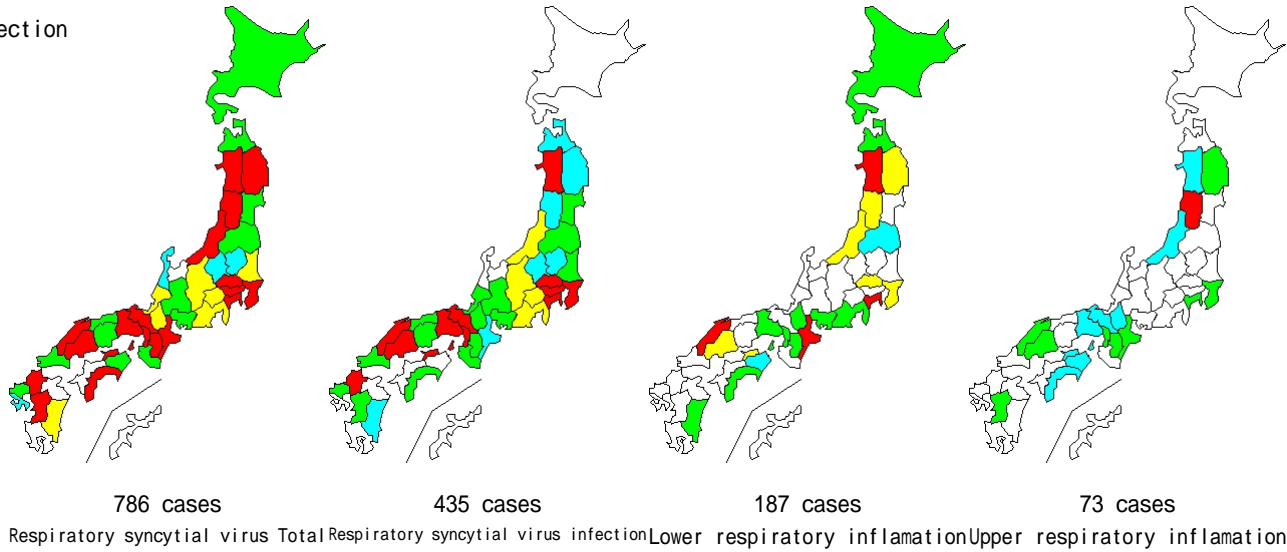 ection
786 cases 435 cases 187 cases 73 cases
Respiratory syncytial virus Total Respiratory syncytial virus infection Lower respiratory inflamation Upper respiratory inflamation